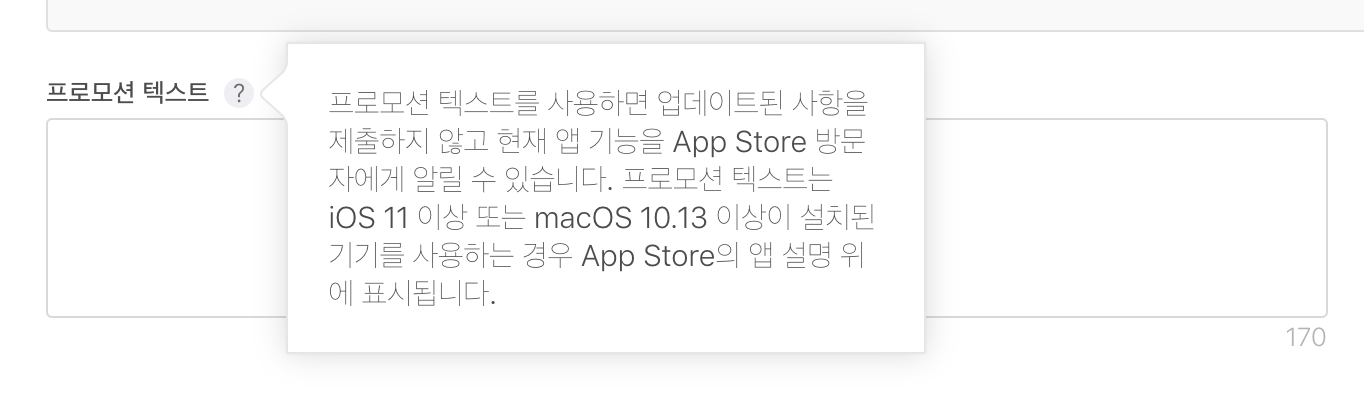 프로모션 텍스트 ?
프로모션 텍스트를 사용하면 업데이트된 사항을
제출하지 않고 현재 앱 기능을 App Store 방문
자에게 알릴 수 있습니다. 프로모션 텍스트는
iOS 11 이상 또는 macOS 10.13 이상이 설치된
기기를 사용하는 경우 App Store의 앱 설명 위
에 표시됩니다.
170